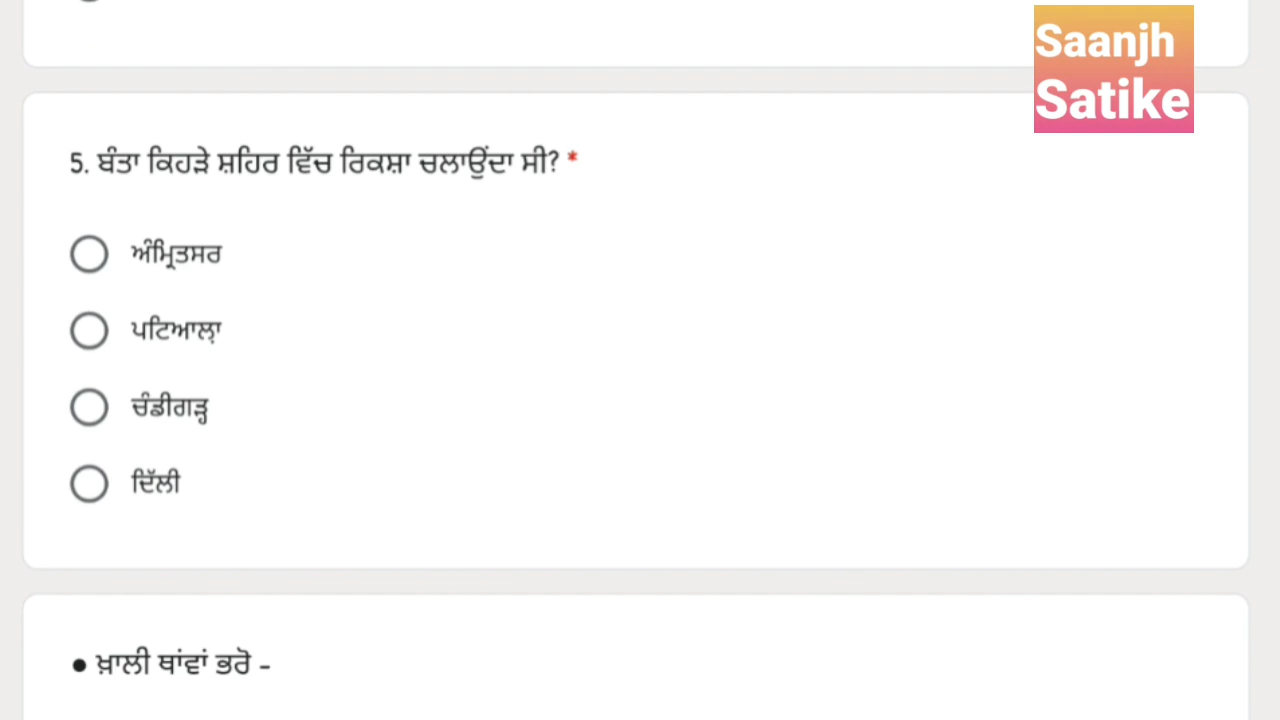 Saanjh
Satike
5. ਬੰਤਾ ਕਿਹੜੇ ਸ਼ਹਿਰ ਵਿੱਚ ਰਿਕਸ਼ਾ ਚਲਾਉਂਦਾ ਸੀ? *
ਅੰਮ੍ਰਿਤਸਰ
ਪਟਿਆਲ਼ਾ
ਚੰਡੀਗੜ੍ਹ
ਦਿੱਲੀ
● ਖ਼ਾਲੀ ਥਾਂਵਾਂ ਭਰੋ –